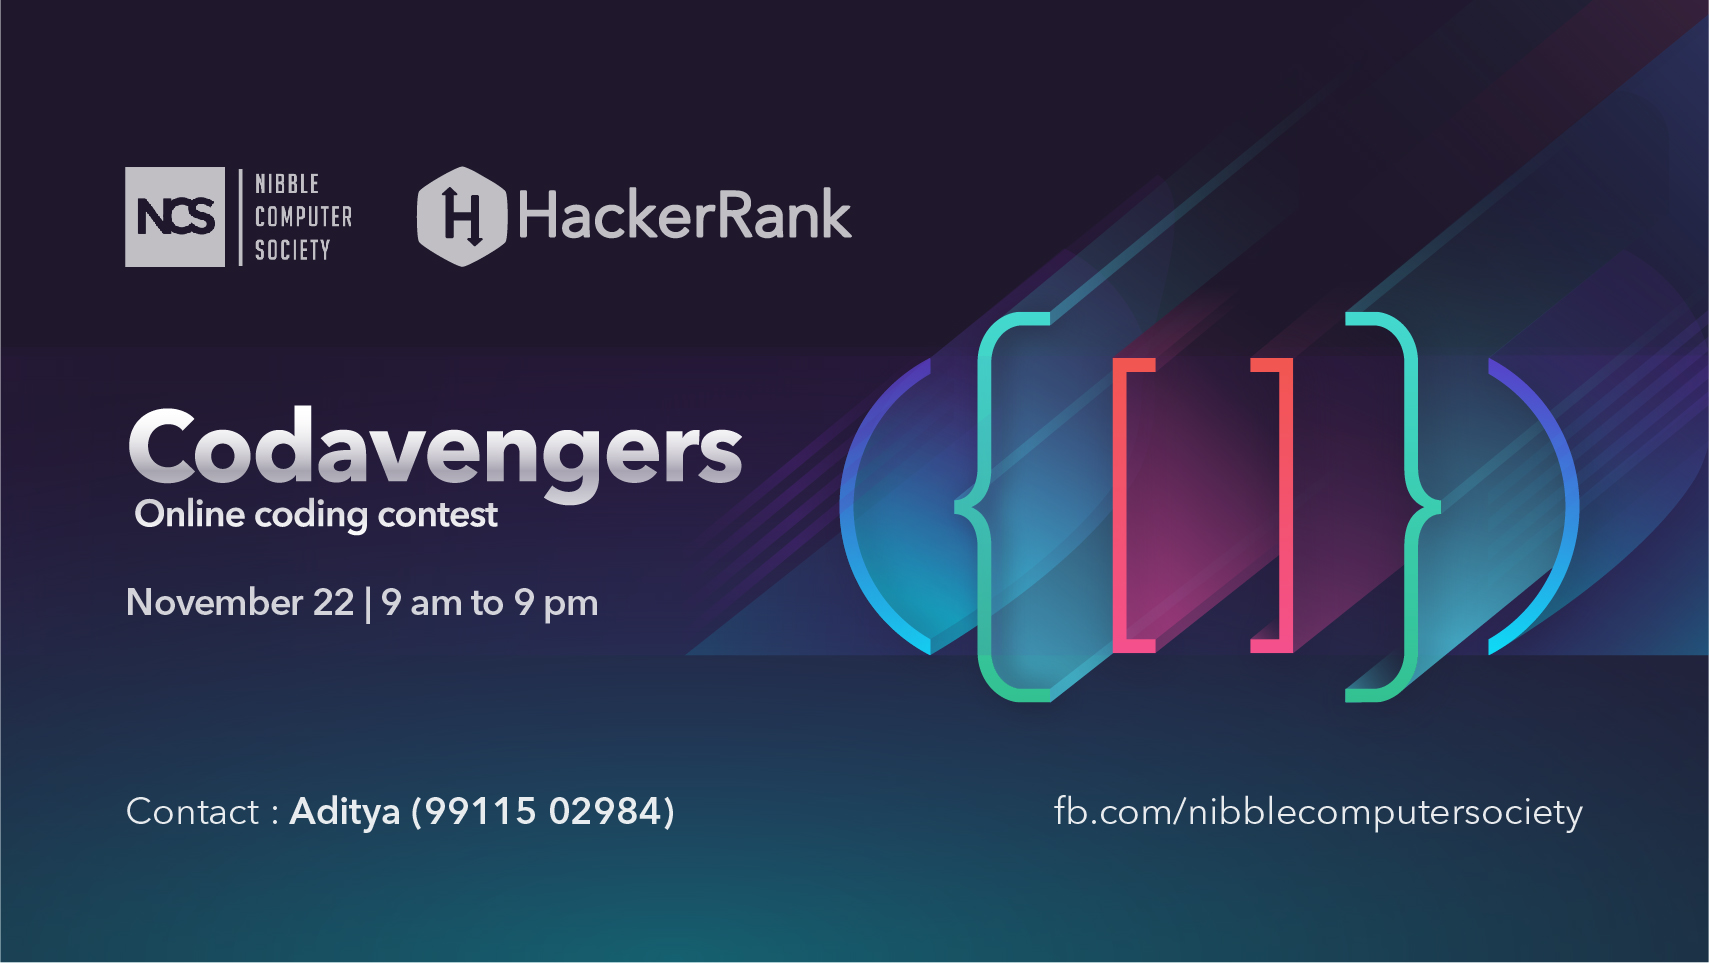 NCS
NIBBLE
COMPUTER
SOCIETY
H HackerRank
Codavengers
Online coding contest
November 22 | 9 am to 9 pm
{ [ ] }
Contact : Aditya (99115 02984)
fb.com/nibblecomputersociety